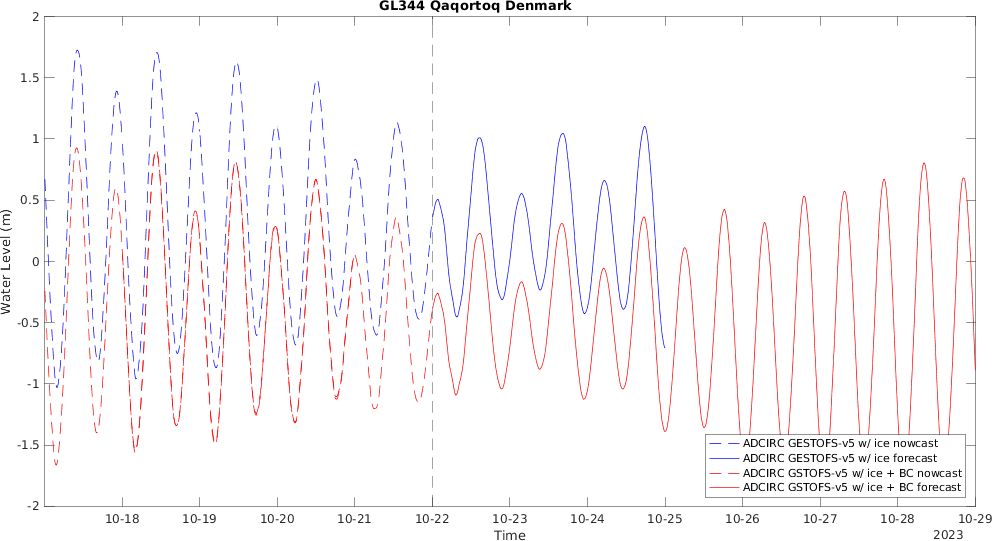 GL344 Qaqortoq Denmark
2
1.5
1
0.5
0
-0.5
-1
-1.5
-2
Water Level (m)
ADCIRC GESTOFS-v5 w/ ice nowcast
ADCIRC GESTOFS-v5 w/ ice forecast
ADCIRC GSTOFS-v5 w/ ice + BC nowcast
ADCIRC GSTOFS-v5 w/ ice + BC forecast
10-18 10-19 10-20 10-21 10-22 10-23 10-24 10-25 10-26 10-27 10-28 10-29
Time
2023